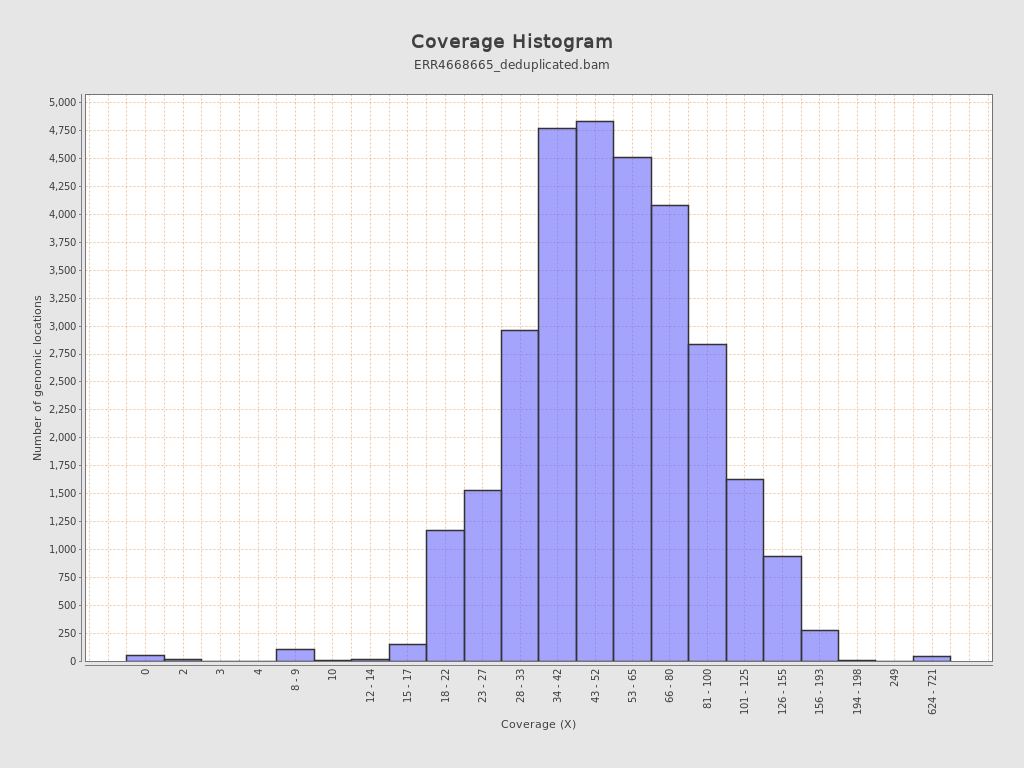 Coverage Histogram
ERR4668665_deduplicated.bam
Number of genomic locations
5,000
4,750
4,500
4,250
4,000
3,750
3,500
3,250
3,000
2,750
2,500
2,250
2,000
1,750
1,500
1,250
1,000
750
500
250
0
0
2
3
4
8 - 9
10
12 - 14
15 - 17
18 - 22
23 - 27
28 - 33
34 - 42
43 - 52
53 - 65
66 - 80
81 - 100
101 - 125
126 - 155
156 - 193
194 - 198
249
624 - 721
Coverage (X)